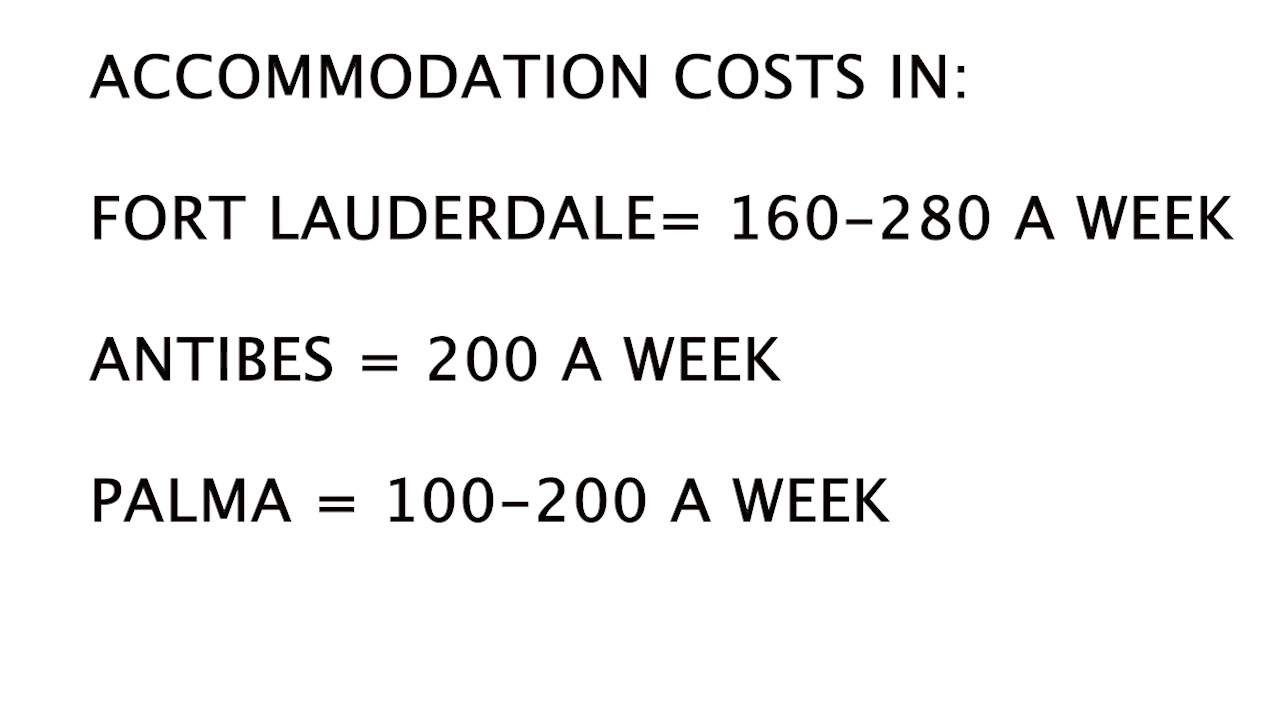 ACCOMMODATION COSTS IN:
FORT LAUDERDALE= 160-280 A WEEK
ANTIBES = 200 A WEEK
PALMA = 100-200 A WEEK